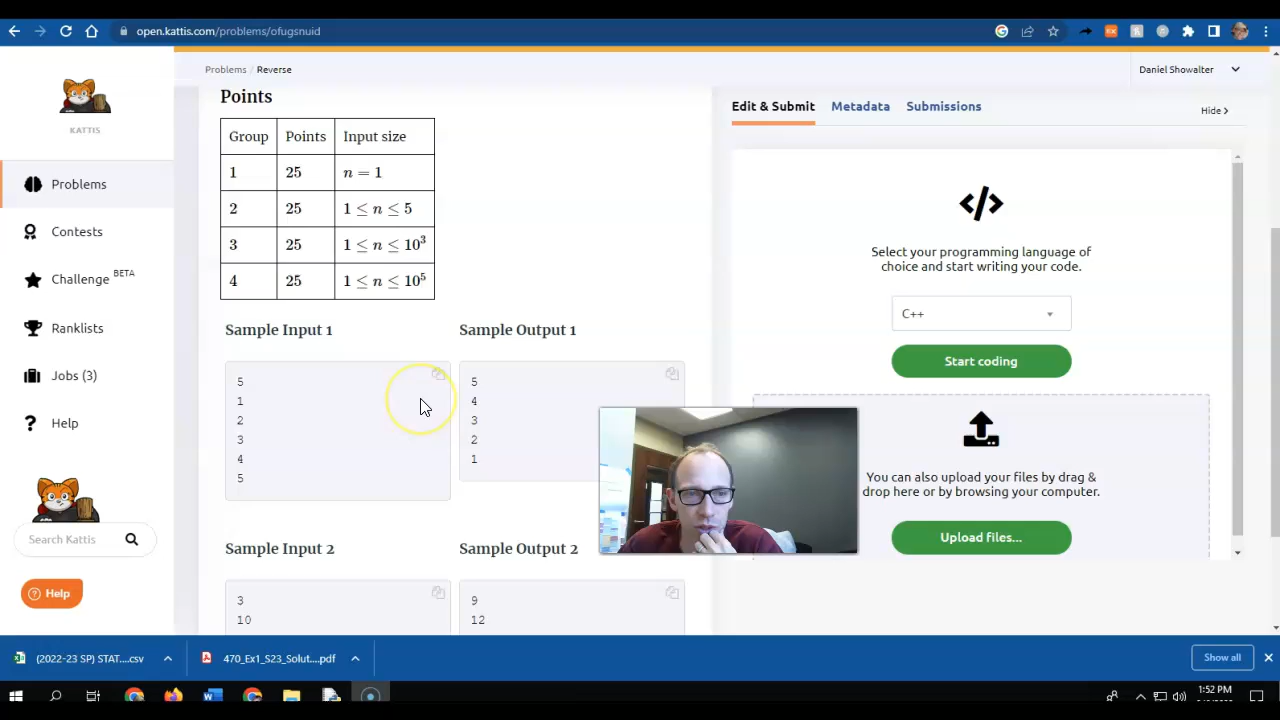 open.kattis.com/problems/ofugsnuid
Problems / Reverse
Daniel Showalter
KATTIS
Problems
Contests
Challenge BETA
Ranklists
Jobs (3)
Help
Search Kattis
Help
Points
Group Points Input size
1 25 n = 1
2 25 1 ≤ n ≤ 5
3 25 1 ≤ n ≤ 10³
4 25 1 ≤ n ≤ 10⁵
Sample Input 1
5
1
2
3
4
5
Sample Output 1
5
4
3
2
1
Sample Input 2
3
10
Sample Output 2
9
12
Edit & Submit Metadata Submissions
Hide
</>
Select your programming language of
choice and start writing your code.
C++
Start coding
You can also upload your files by drag &
drop here or by browsing your computer.
Upload files...
(2022-23 SP) STAT....csv
470_Ex1_S23_Solut....pdf
Show all
1:52 PM